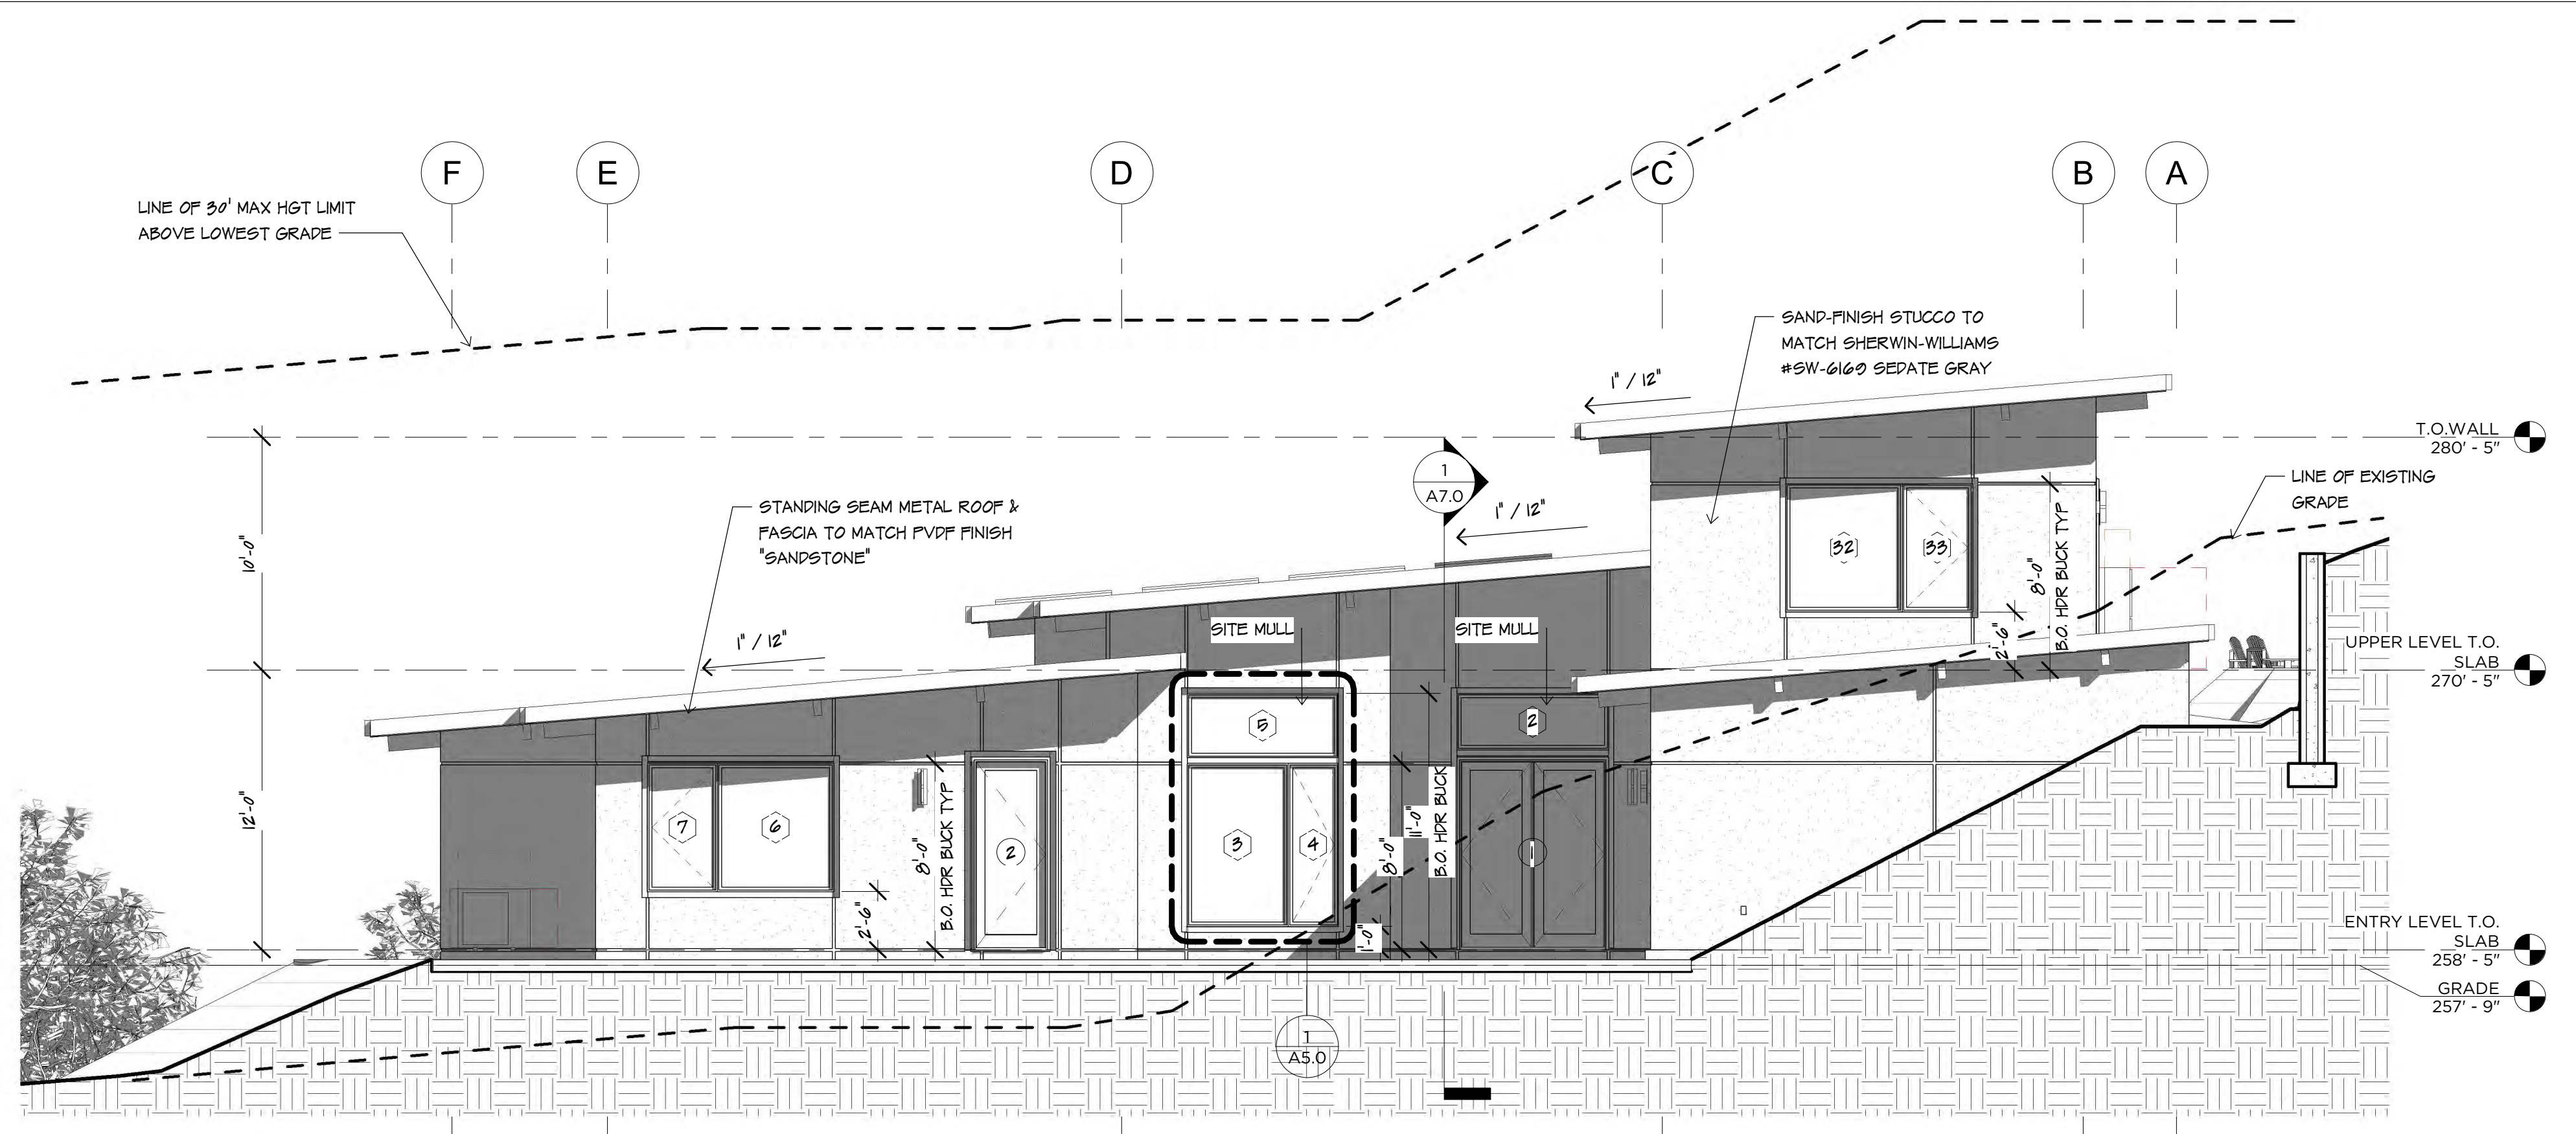 F
E
D
C
B
A
LINE OF 30' MAX HGT LIMIT
ABOVE LOWEST GRADE
SAND-FINISH STUCCO TO
MATCH SHERWIN-WILLIAMS
#SW-6169 SEDATE GRAY
1" / 12"
T.O.WALL
280' - 5"
1
A7.0
LINE OF EXISTING
GRADE
STANDING SEAM METAL ROOF &
FASCIA TO MATCH PVDF FINISH
"SANDSTONE"
1" / 12"
10'-0"
32
33
8'-0"
B.O. HDR BUCK TYP
2'-6"
SITE MULL
SITE MULL
1" / 12"
UPPER LEVEL T.O.
SLAB
270' - 5"
5
2
12'-0"
7
6
8'-0"
B.O. HDR BUCK TYP
2
3
4
8'-0"
11'-0"
B.O. HDR BUCK
1
2'-6"
1'-0"
ENTRY LEVEL T.O.
SLAB
258' - 5"
GRADE
257' - 9"
1
A5.0